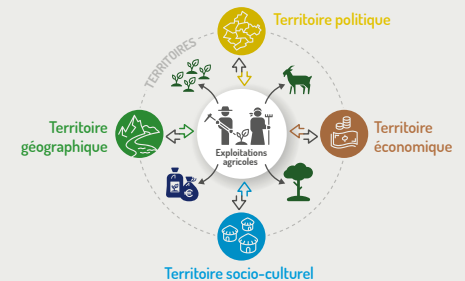 Territoire politique
TERRITOIRES
Territoire
géographique
Exploitations
agricoles
Territoire
économique
€
Territoire socio-culturel